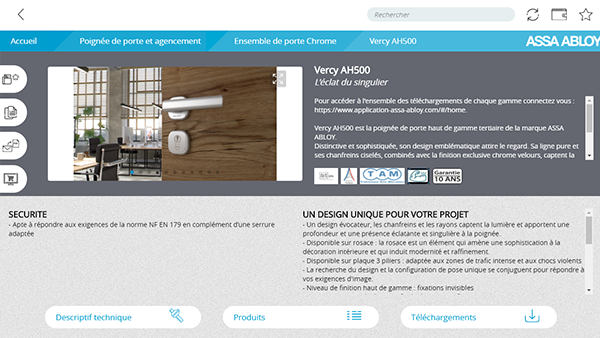 Rechercher
Accueil
Poignée de porte et agencement
Ensemble de porte Chrome
Vercy AH500
ASSA ABLOY
Vercy AH500
L'éclat du singulier
Pour accéder à l'ensemble des téléchargements de chaque gamme connectez vous :
https://www.application-assa-abloy.com/#/home.
Vercy AH500 est la poignée de porte haut de gamme tertiaire de la marque ASSA
ABLOY.
Distinctive et sophistiquée, son design emblématique attire le regard. Sa ligne pure et
ses chanfreins ciselés, combinés avec la finition exclusive chrome velours, captent la
TAM
Garantie
10 ANS
SECURITE
- Apte à répondre aux exigences de la norme NF EN 179 en complément d'une serrure
adaptée
UN DESIGN UNIQUE POUR VOTRE PROJET
- Un design évocateur, les chanfreins et les rayons captent la lumière et apportent une
profondeur et une présence éclatante et singulière à la poignée.
- Disponible sur rosace : la rosace est un élément qui amène une sophistication à la
décoration intérieure et qui induit modernité et raffinement.
- Disponible sur plaque 3 piliers : adaptée aux zones de trafic intense et aux chocs violents
- La recherche du design et la configuration de pose unique se conjuguent pour répondre à
vos exigences d'image.
- Niveau de finition haut de gamme : fixations invisibles
Descriptif technique
Produits
Téléchargements